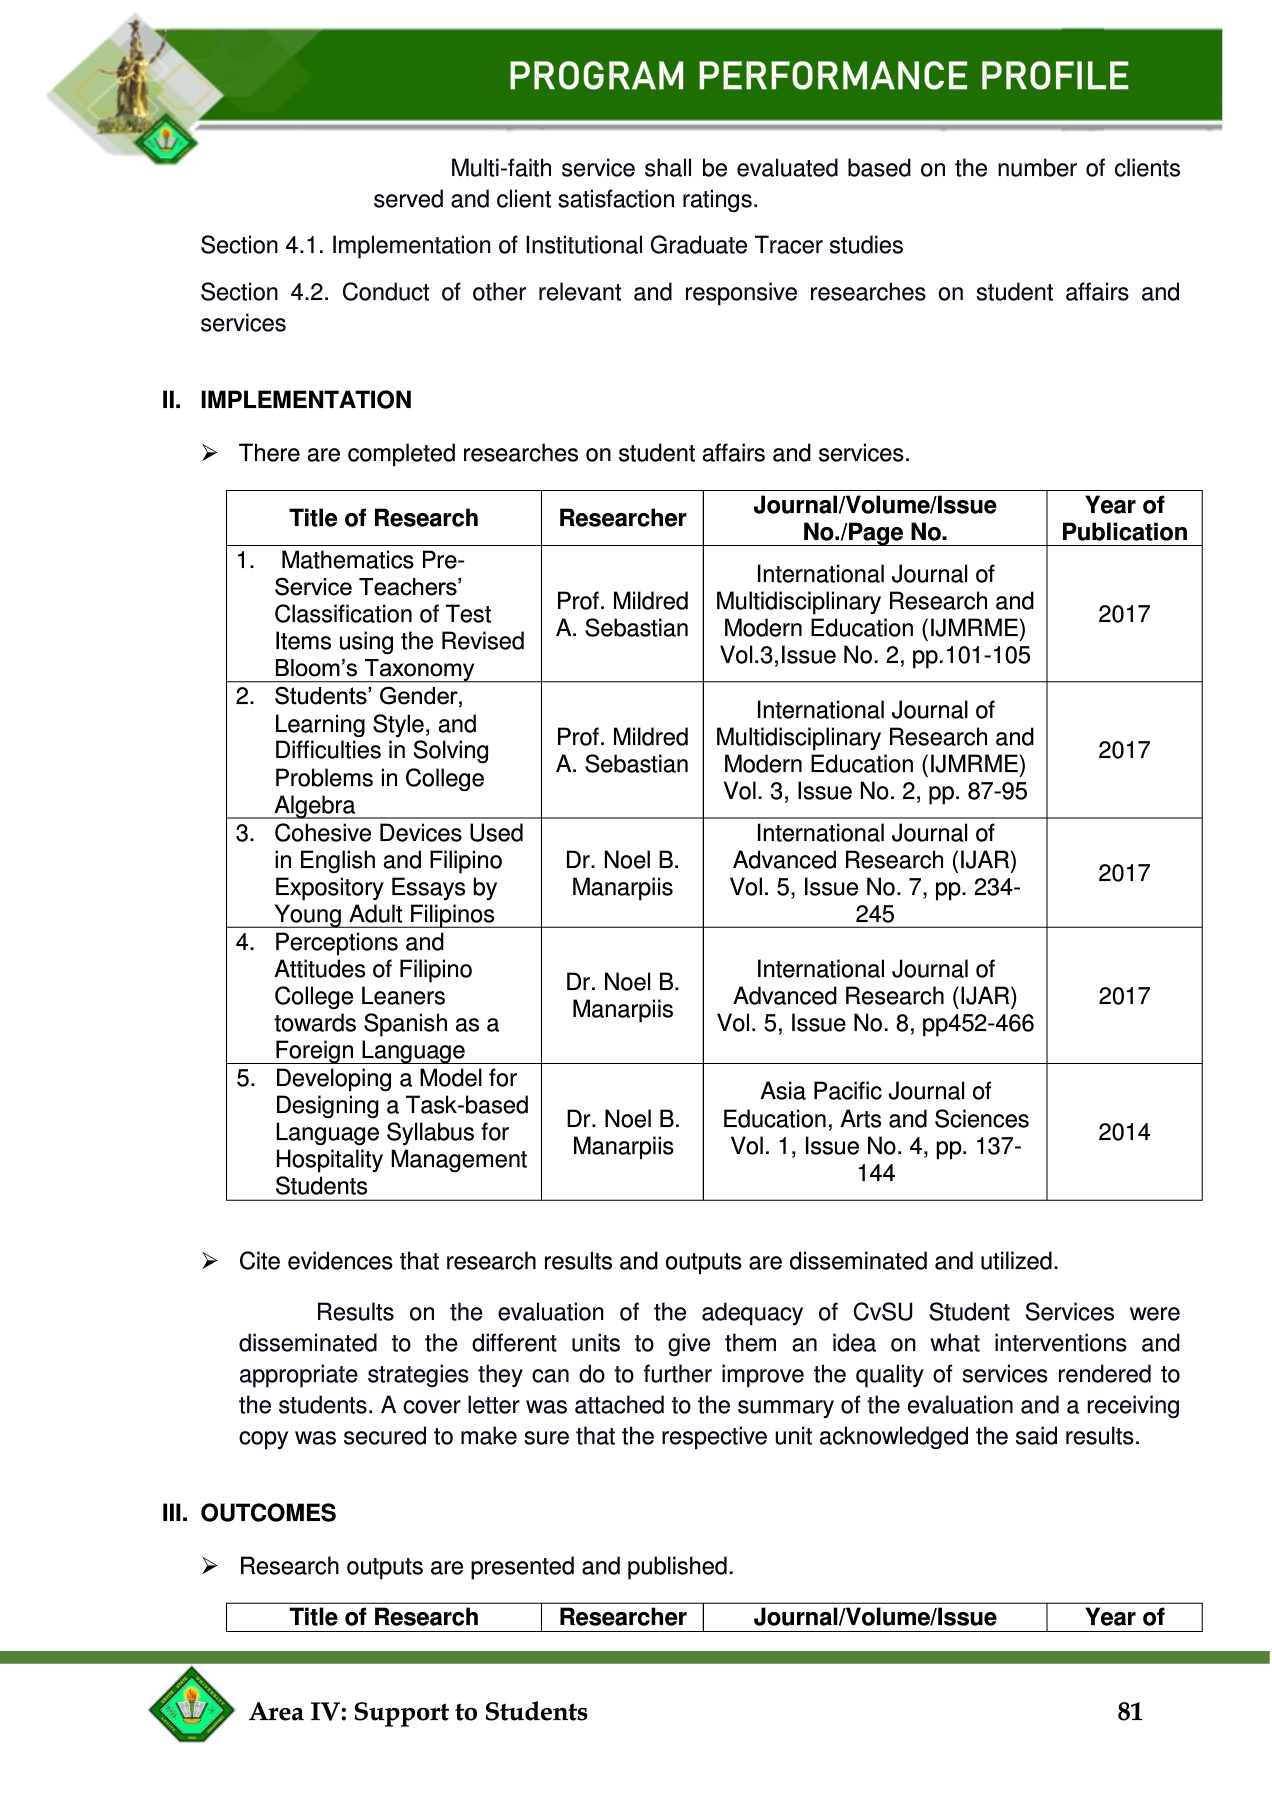 PROGRAM PERFORMANCE PROFILE
Multi-faith service shall be evaluated based on the number of clients
served and client satisfaction ratings.
Section 4.1. Implementation of Institutional Graduate Tracer studies
Section 4.2. Conduct of other relevant and responsive researches on student affairs and
services
II. IMPLEMENTATION
➢ There are completed researches on student affairs and services.
Title of Research
Researcher
Journal/Volume/Issue
No./Page No.
Year of
Publication
1. Mathematics Pre-
Service Teachers’
Classification of Test
Items using the Revised
Bloom’s Taxonomy
Prof. Mildred
A. Sebastian
International Journal of
Multidisciplinary Research and
Modern Education (IJMRME)
Vol.3,Issue No. 2, pp.101-105
2017
2. Students’ Gender,
Learning Style, and
Difficulties in Solving
Problems in College
Algebra
Prof. Mildred
A. Sebastian
International Journal of
Multidisciplinary Research and
Modern Education (IJMRME)
Vol. 3, Issue No. 2, pp. 87-95
2017
3. Cohesive Devices Used
in English and Filipino
Expository Essays by
Young Adult Filipinos
Dr. Noel B.
Manarpiis
International Journal of
Advanced Research (IJAR)
Vol. 5, Issue No. 7, pp. 234-
245
2017
4. Perceptions and
Attitudes of Filipino
College Leaners
towards Spanish as a
Foreign Language
Dr. Noel B.
Manarpiis
International Journal of
Advanced Research (IJAR)
Vol. 5, Issue No. 8, pp452-466
2017
5. Developing a Model for
Designing a Task-based
Language Syllabus for
Hospitality Management
Students
Dr. Noel B.
Manarpiis
Asia Pacific Journal of
Education, Arts and Sciences
Vol. 1, Issue No. 4, pp. 137-
144
2014
➢ Cite evidences that research results and outputs are disseminated and utilized.
Results on the evaluation of the adequacy of CvSU Student Services were
disseminated to the different units to give them an idea on what interventions and
appropriate strategies they can do to further improve the quality of services rendered to
the students. A cover letter was attached to the summary of the evaluation and a receiving
copy was secured to make sure that the respective unit acknowledged the said results.
III. OUTCOMES
➢ Research outputs are presented and published.
Title of Research
Researcher
Journal/Volume/Issue
Year of
Area IV: Support to Students
81